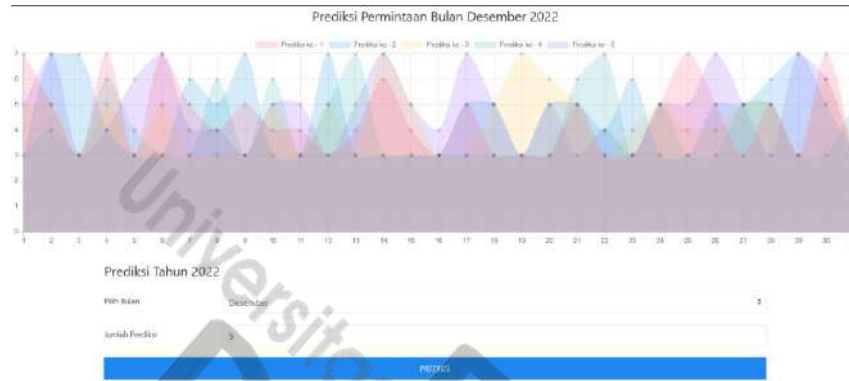 Prediksi Permintaan Bulan Desember 2022
Prediksi ke - 1 Prediksi ke - 2 Prediksi ke - 3 Prediksi ke - 4 Prediksi ke - 5
7
6
5
4
3
2
1
0
1 2 3 4 5 6 7 8 9 10 11 12 13 14 15 16 17 18 19 20 21 22 23 24 25 26 27 28 29 30
Prediksi Tahun 2022
Pilih Bulan Desember
Jumlah Prediksi 5
PREDIKSI
Universitas